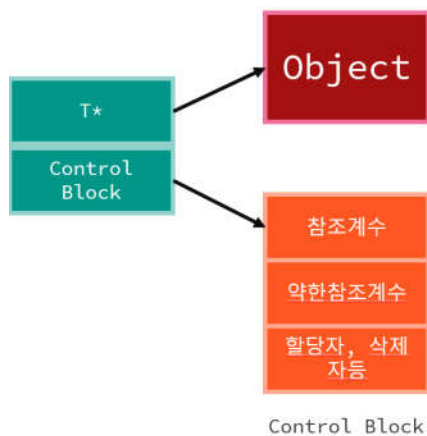 Object
T*
Control
Block
참조계수
약한참조계수
할당자, 삭제
자등
Control Block